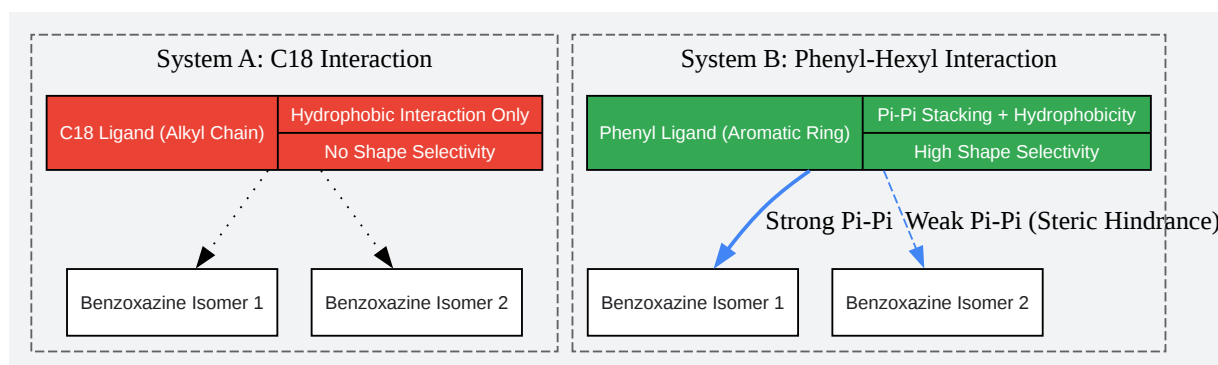 System A: C18 Interaction
C18 Ligand (Alkyl Chain)
Hydrophobic Interaction Only
No Shape Selectivity
Benzoxazine Isomer 1
Benzoxazine Isomer 2
System B: Phenyl-Hexyl Interaction
Phenyl Ligand (Aromatic Ring)
Pi-Pi Stacking + Hydrophobicity
High Shape Selectivity
Strong Pi-Pi
Weak Pi-Pi (Steric Hindrance)
Benzoxazine Isomer 1
Benzoxazine Isomer 2